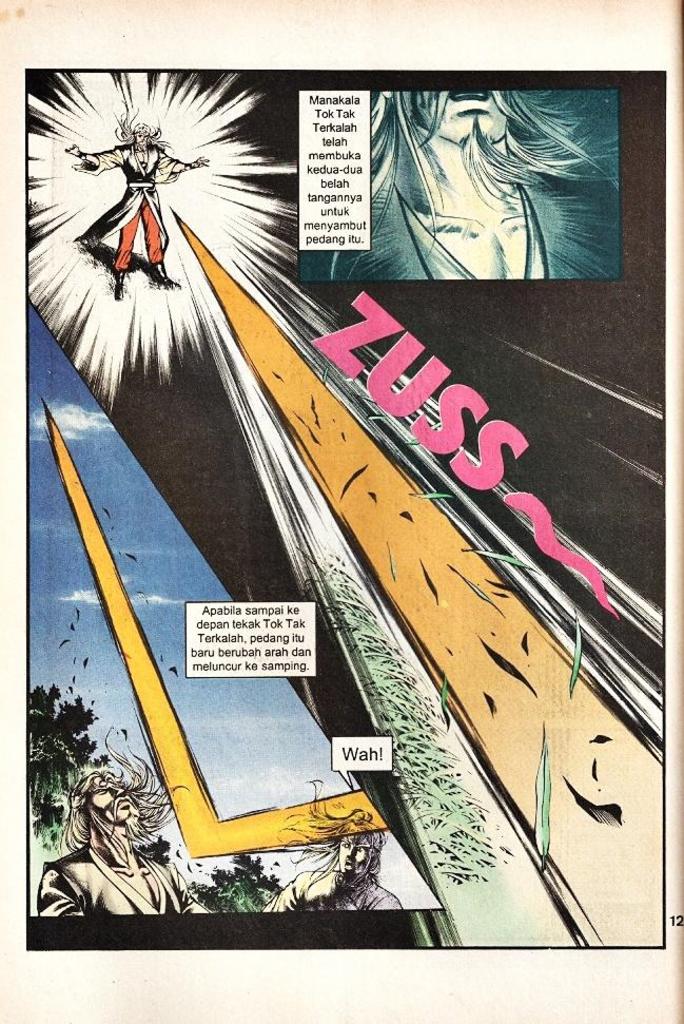 Manakala
Tok Tak
Terkalah
telah
membuka
kedua-dua
belah
tangannya
untuk
menyambut
pedang itu.
ZUSS
Apabila sampai ke
depan tekak Tok Tak
Terkalah, pedang itu
baru berubah arah dan
meluncur ke samping.
Wah!
12